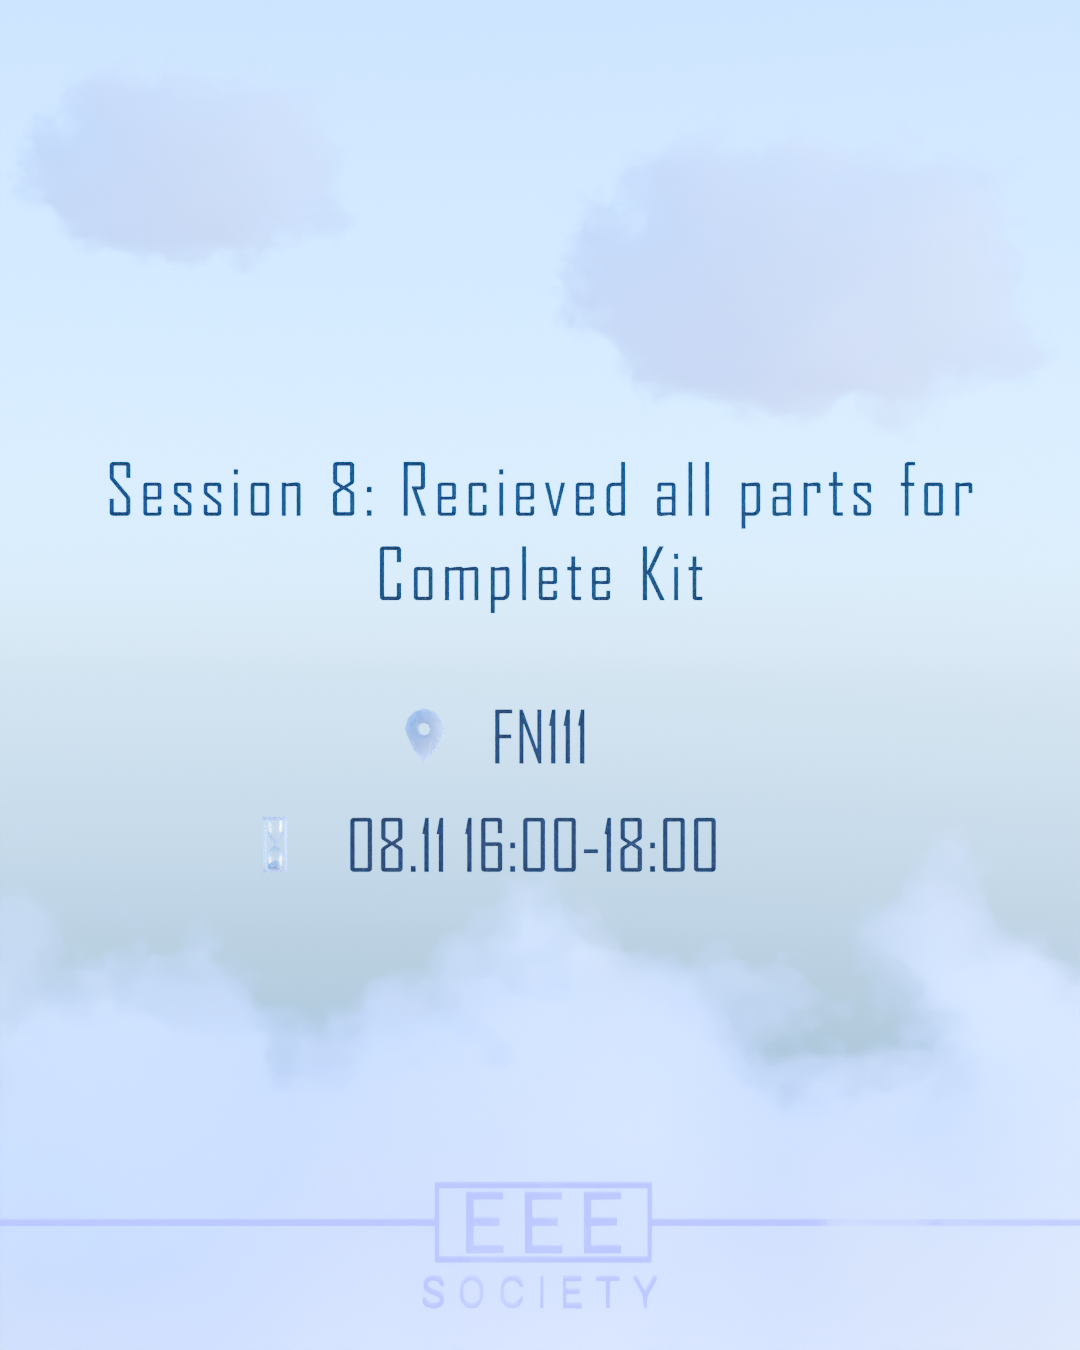 Session 8: Recieved all parts for
Complete Kit
FN111
08.11 16:00-18:00
EEE
SOCIETY